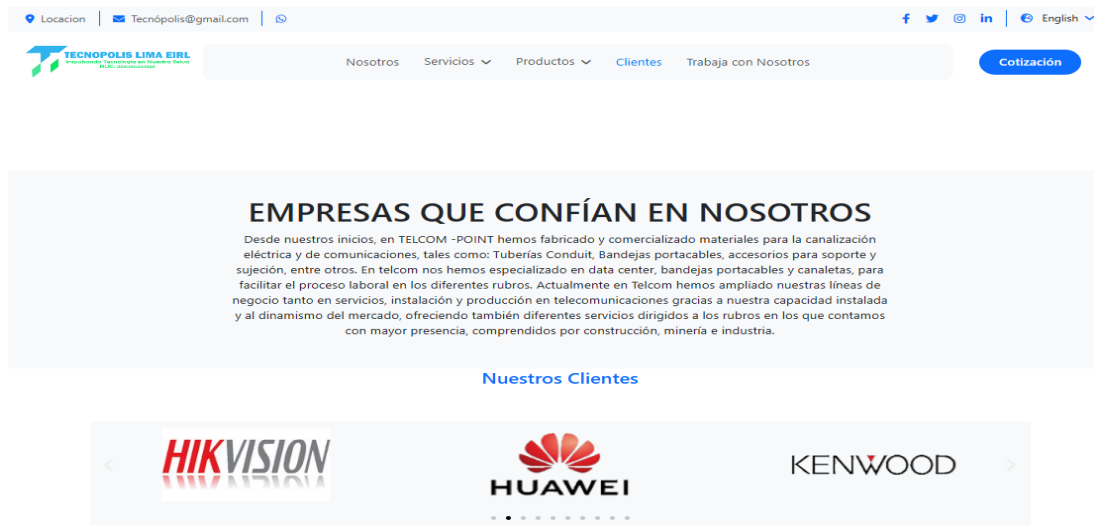 Locacion
Tecnópolis@gmail.com
English
TECNOPOLIS LIMA EIRL
Nosotros
Servicios
Productos
Clientes
Trabaja con Nosotros
Cotización
EMPRESAS QUE CONFÍAN EN NOSOTROS
Desde nuestros inicios, en TELCOM -POINT hemos fabricado y comercializado materiales para la canalización
eléctrica y de comunicaciones, tales como: Tuberías Conduit, Bandejas portacables, accesorios para soporte y
sujeción, entre otros. En telcom nos hemos especializado en data center, bandejas portacables y canaletas, para
facilitar el proceso laboral en los diferentes rubros. Actualmente en Telcom hemos ampliado nuestras líneas de
negocio tanto en servicios, instalación y producción en telecomunicaciones gracias a nuestra capacidad instalada
y al dinamismo del mercado, ofreciendo también diferentes servicios dirigidos a los rubros en los que contamos
con mayor presencia, comprendidos por construcción, minería e industria.
Nuestros Clientes
HIKVISION
HUAWEI
KENWOOD